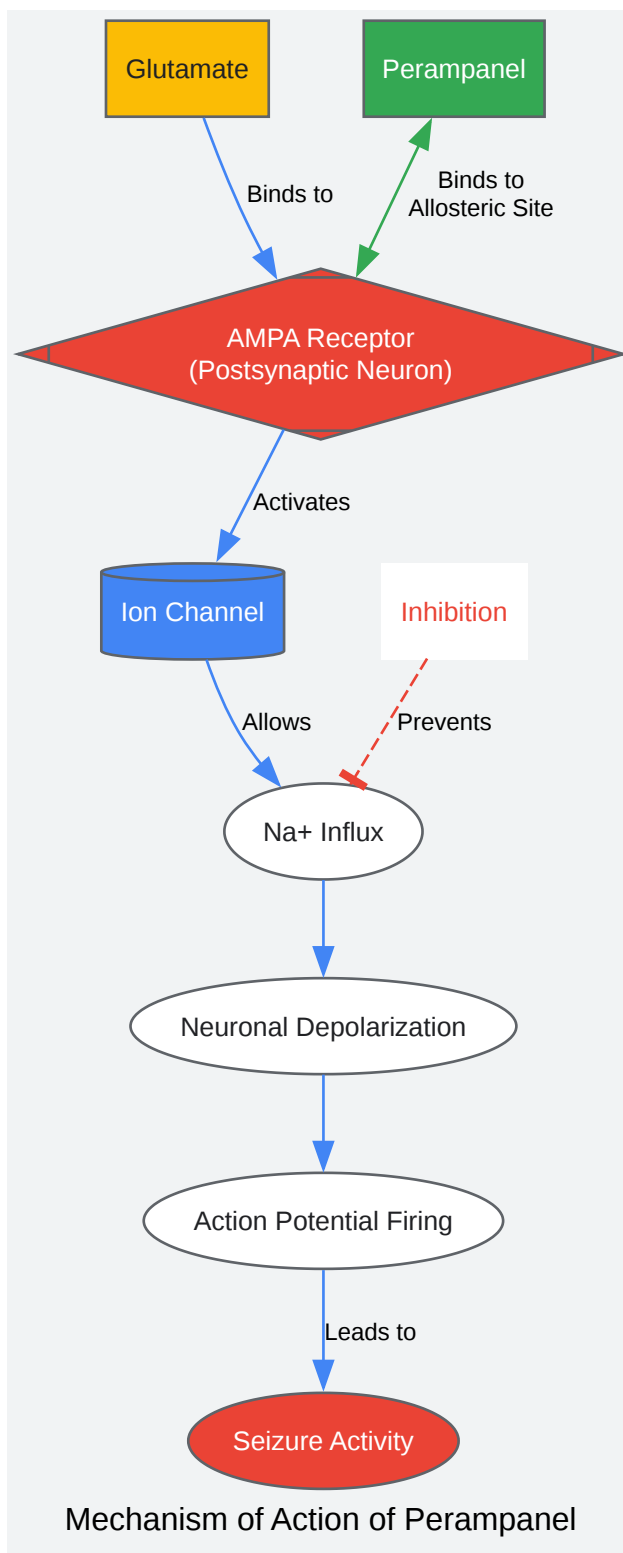 Glutamate
Perampanel
Binds to
Binds to
Allosteric Site
AMPA Receptor
(Postsynaptic Neuron)
Activates
Ion Channel
Inhibition
Allows
Prevents
Na+ Influx
Neuronal Depolarization
Action Potential Firing
Leads to
Seizure Activity
Mechanism of Action of Perampanel